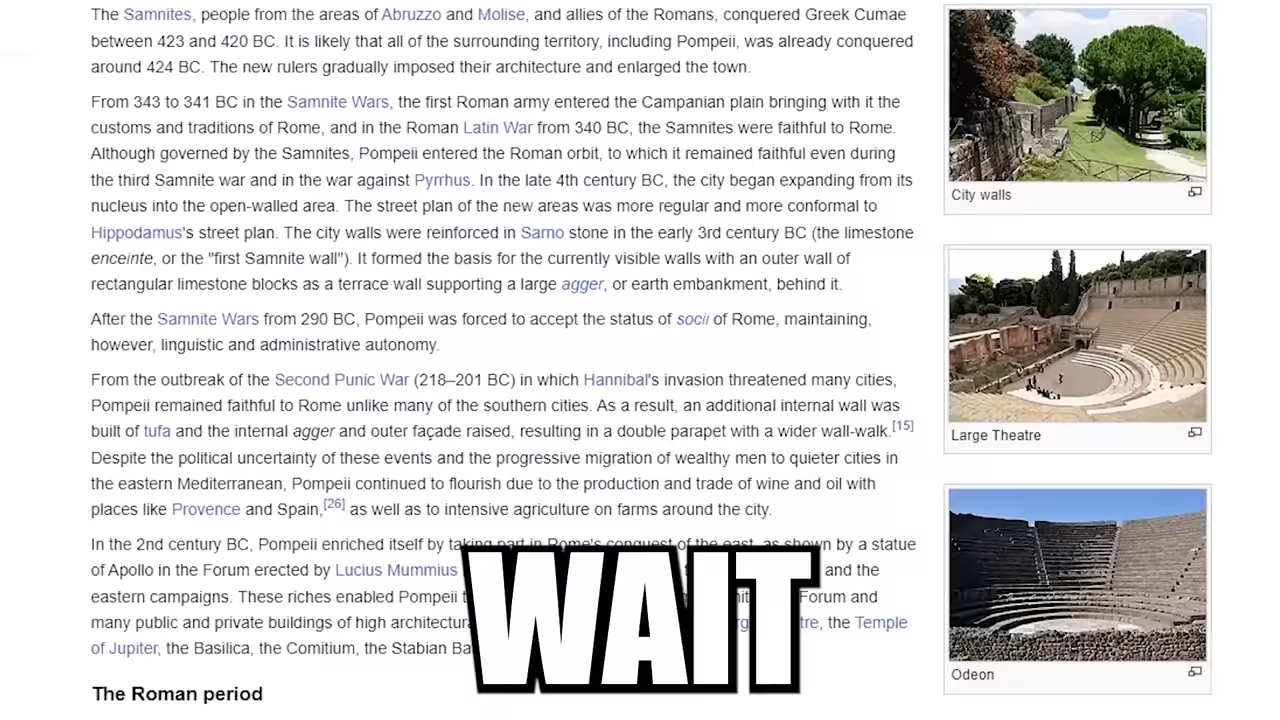 The Samnites, people from the areas of Abruzzo and Molise, and allies of the Romans, conquered Greek Cumae
between 423 and 420 BC. It is likely that all of the surrounding territory, including Pompeii, was already conquered
around 424 BC. The new rulers gradually imposed their architecture and enlarged the town.
From 343 to 341 BC in the Samnite Wars, the first Roman army entered the Campanian plain bringing with it the
customs and traditions of Rome, and in the Roman Latin War from 340 BC, the Samnites were faithful to Rome.
Although governed by the Samnites, Pompeii entered the Roman orbit, to which it remained faithful even during
the third Samnite war and in the war against Pyrrhus. In the late 4th century BC, the city began expanding from its
nucleus into the open-walled area. The street plan of the new areas was more regular and more conformal to
Hippodamus's street plan. The city walls were reinforced in Sarno stone in the early 3rd century BC (the limestone
enceinte, or the "first Samnite wall"). It formed the basis for the currently visible walls with an outer wall of
rectangular limestone blocks as a terrace wall supporting a large agger, or earth embankment, behind it.
After the Samnite Wars from 290 BC, Pompeii was forced to accept the status of socii of Rome, maintaining,
however, linguistic and administrative autonomy.
From the outbreak of the Second Punic War (218–201 BC) in which Hannibal's invasion threatened many cities,
Pompeii remained faithful to Rome unlike many of the southern cities. As a result, an additional internal wall was
built of tufa and the internal agger and outer façade raised, resulting in a double parapet with a wider wall-walk.[15]
Despite the political uncertainty of these events and the progressive migration of wealthy men to quieter cities in
the eastern Mediterranean, Pompeii continued to flourish due to the production and trade of wine and oil with
places like Provence and Spain,[26] as well as to intensive agriculture on farms around the city.
In the 2nd century BC, Pompeii enriched itself by taking part in Rome's conquest of the east, as shown by a statue
of Apollo in the Forum erected by Lucius Mummius and the
eastern campaigns. These riches enabled Pompeii Forum and
many public and private buildings of high the Temple
of Jupiter, the Basilica, the Comitium, the Stabian
The Roman period
City walls
Large Theatre
Odeon
WAIT